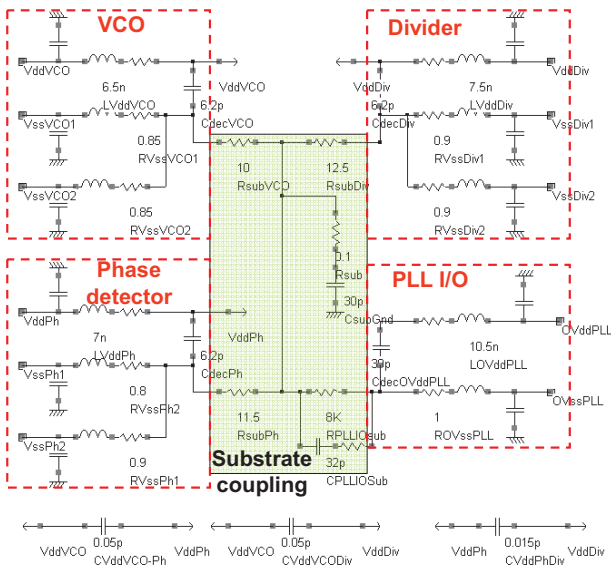 VCO
Divider
VddVCO
VddVCO
VddDiv
VddDiv
6.5n
LVddVCO
7.5n
LVddDiv
6.2p
CdecVCO
6.2p
CdecDiv
VssVCO1
VssDiv1
0.85
RVssVCO1
0.9
RVssDiv1
10
RsubVCO
12.5
RsubDiv
VssVCO2
VssDiv2
0.85
RVssVCO2
0.9
RVssDiv2
0.1
Rsub
Phase
detector
PLL I/O
30p
CsubGnd
VddPh
VddPh
OVddPLL
7n
LVddPh
10.5n
LOVddPLL
6.2p
CdecPh
30p
CdecOVddPLL
VssPh1
OVssPLL
0.8
RVssPh2
11.5
RsubPh
8K
RPLLIOsub
1
ROVssPLL
VssPh2
0.9
RVssPh1
Substrate
coupling
32p
CPLLIOSub
0.05p
VddVCO VddPh
CVddVCO-Ph
0.05p
VddVCO VddDiv
CVddVCODiv
0.015p
VddPh VddDiv
CVddPhDiv